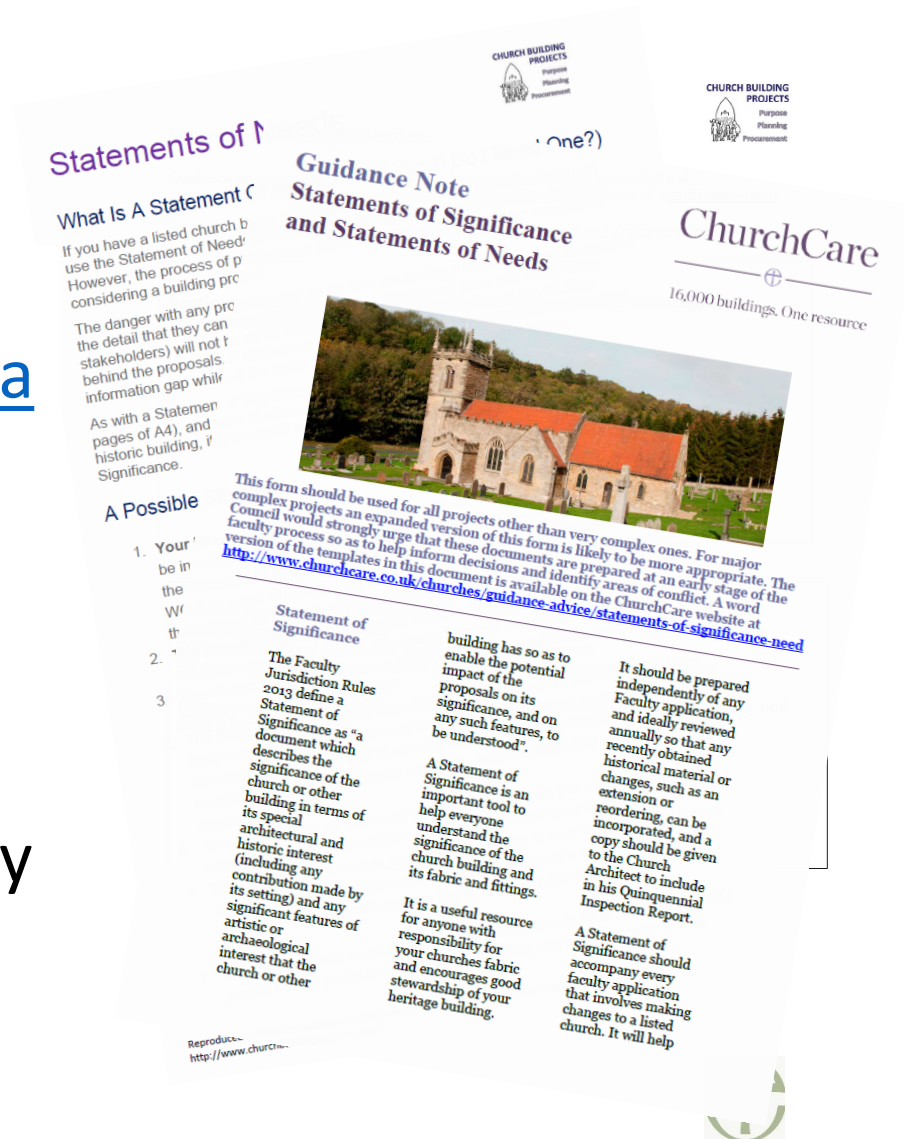 CHURCH BUILDING
PROJECTS
Purpose
Planning
Procurement
CHURCH BUILDING
PROJECTS
Purpose
Planning
Procurement
Statements of
one?)
What Is A Statement
If you have a listed church
use the Statement of
However, the process of
considering a building
The danger with any
the detail that they can
stakeholders) will not
behind the proposals.
information gap while
As with a
pages of A4), and
historic building,
Significance.
A Possible
1. Your
be in
the
2.
3
Reproduced
http://www.
a
y
Guidance Note
Statements of Significance
and Statements of Needs
ChurchCare
16,000 buildings. One resource
This form should be used for all projects other than very complex ones. For major
complex projects an expanded version of this form is likely to be more appropriate. The
Council would strongly urge that these documents are prepared at an early stage of the
faculty process so as to help inform decisions and identify areas of conflict. A word
version of the templates in this document is available on the ChurchCare website at
http://www.churchcare.co.uk/churches/guidance-advice/statements-of-significance-need
Statement of
Significance
The Faculty
Jurisdiction Rules
2013 define a
Statement of
Significance as “a
document which
describes the
significance of the
church or other
building in terms of
its special
architectural and
historic interest
(including any
contribution made by
its setting) and any
significant features of
artistic or
archaeological
interest that the
church or other
building has so as to
enable the potential
impact of the
proposals on its
significance, and on
any such features, to
be understood”.
A Statement of
Significance is an
important tool to
help everyone
understand the
significance of the
church building and
its fabric and fittings.
It is a useful resource
for anyone with
responsibility for
your churches fabric
and encourages good
stewardship of your
heritage building.
It should be prepared
independently of any
Faculty application,
and ideally reviewed
annually so that any
recently obtained
historical material or
changes, such as an
extension or
reordering, can be
incorporated, and a
copy should be given
to the Church
Architect to include
in his Quinquennial
Inspection Report.
A Statement of
Significance should
accompany every
faculty application
that involves making
changes to a listed
church. It will help